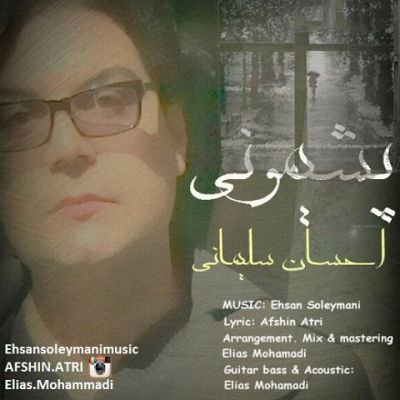 پشیمونی
احسان سلیمانی
MUSIC: Ehsan Soleymani
Lyric: Afshin Atri
Arrangement, Mix & mastering
Elias Mohamadi
Guitar bass & Acoustic:
Elias Mohamadi
Ehsansoleymanimusic
AFSHIN.ATRI
Elias.Mohammadi